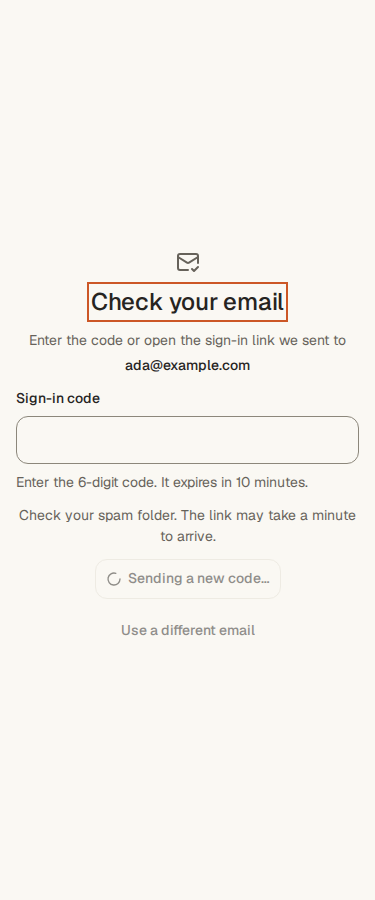 Check your email
Enter the code or open the sign-in link we sent to
ada@example.com
Sign-in code
Enter the 6-digit code. It expires in 10 minutes.
Check your spam folder. The link may take a minute
to arrive.
Sending a new code…
Use a different email